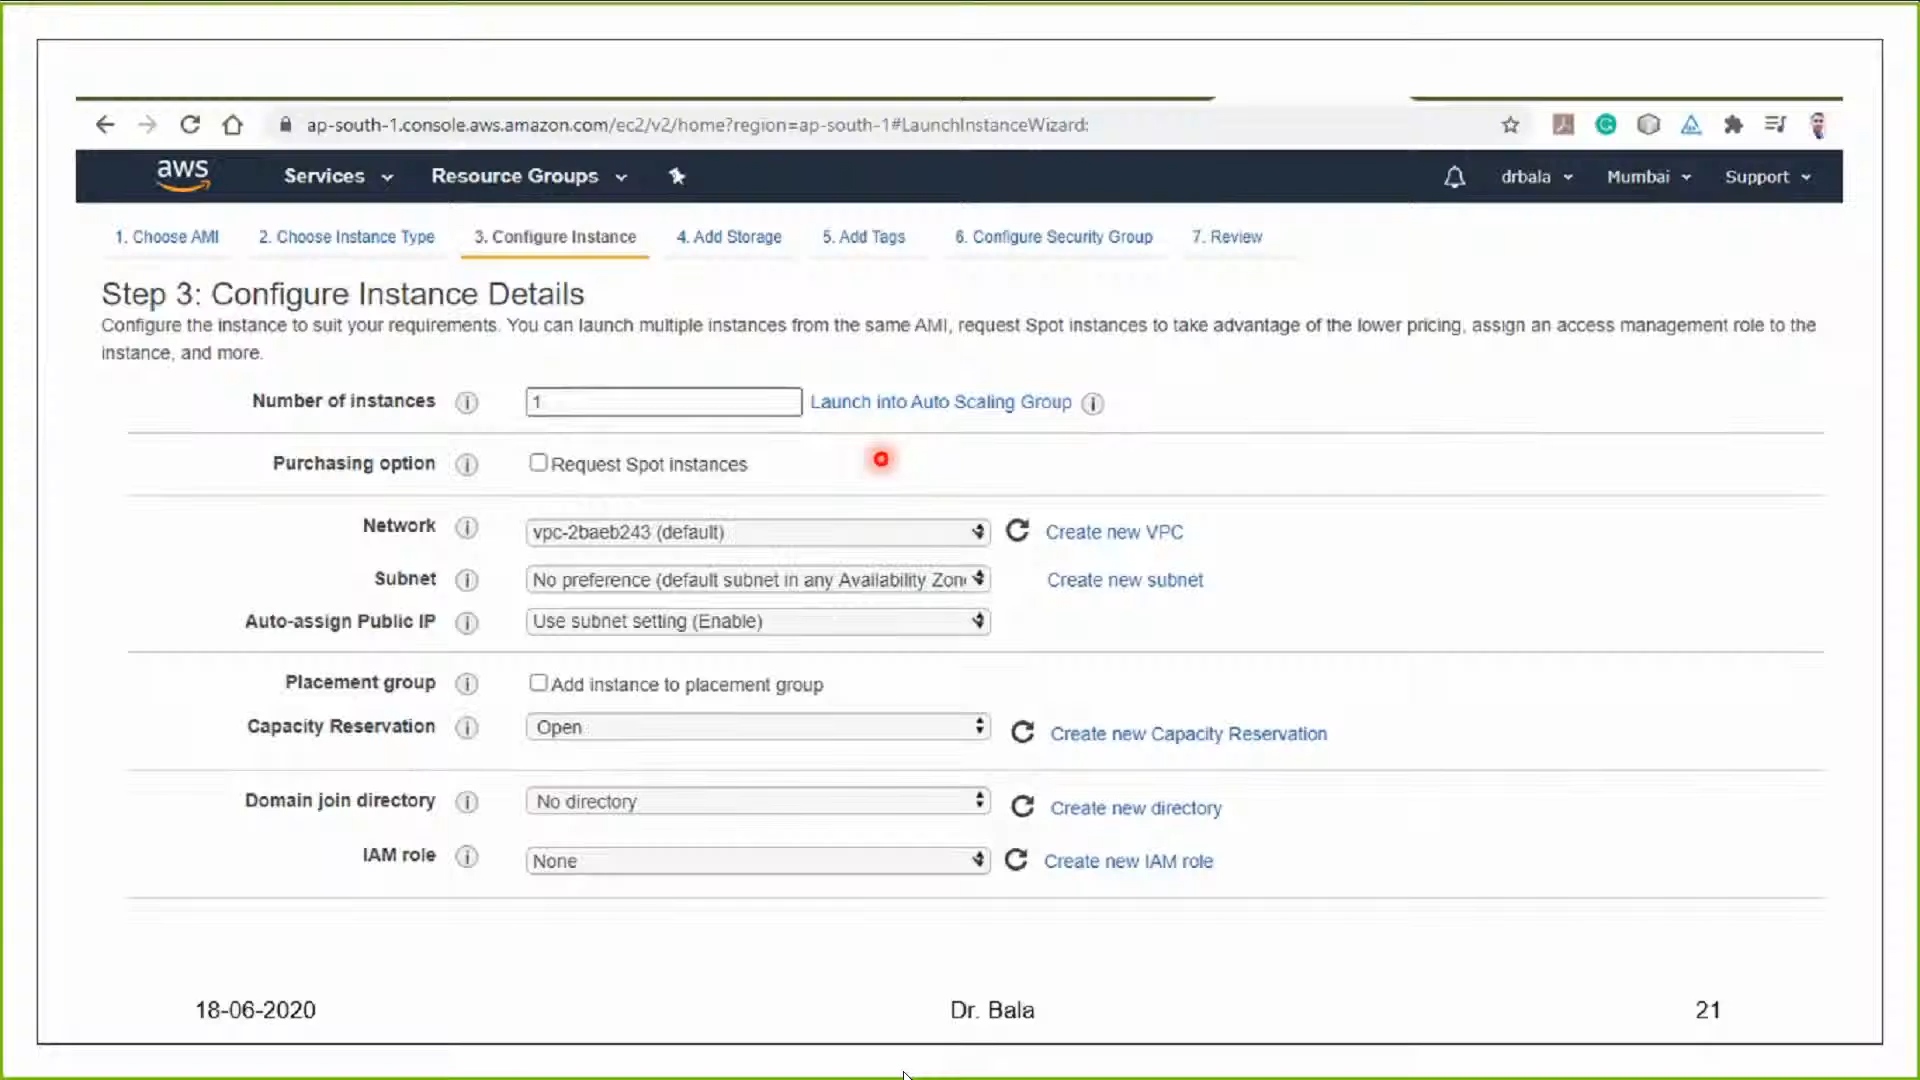 ap-south-1.console.aws.amazon.com/ec2/v2/home?region=ap-south-1#LaunchInstanceWizard:
aws Services Resource Groups drbala Mumbai Support
1. Choose AMI 2. Choose Instance Type 3. Configure Instance 4. Add Storage 5. Add Tags 6. Configure Security Group 7. Review
Step 3: Configure Instance Details
Configure the instance to suit your requirements. You can launch multiple instances from the same AMI, request Spot instances to take advantage of the lower pricing, assign an access management role to the
instance, and more.
Number of instances 1 Launch into Auto Scaling Group
Purchasing option Request Spot instances
Network vpc-2baeb243 (default) Create new VPC
Subnet No preference (default subnet in any Availability Zon Create new subnet
Auto-assign Public IP Use subnet setting (Enable)
Placement group Add instance to placement group
Capacity Reservation Open Create new Capacity Reservation
Domain join directory No directory Create new directory
IAM role None Create new IAM role
18-06-2020 Dr. Bala 21